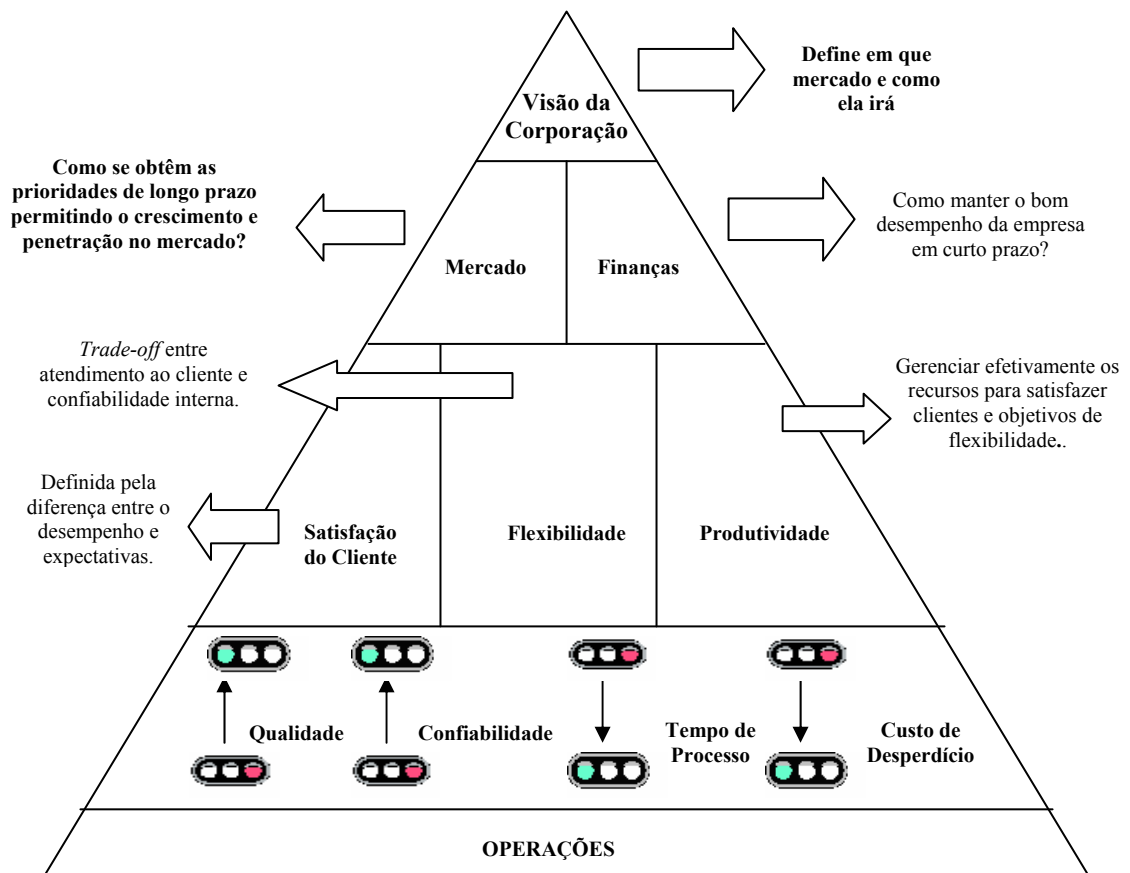 Define em que
mercado e como
ela irá
Visão da
Corporação
Como se obtêm as
prioridades de longo prazo
permitindo o crescimento e
penetração no mercado?
Como manter o bom
desempenho da empresa
em curto prazo?
Mercado
Finanças
Trade-off entre
atendimento ao cliente e
confiabilidade interna.
Gerenciar efetivamente os
recursos para satisfazer
clientes e objetivos de
flexibilidade..
Definida pela
diferença entre o
desempenho e
expectativas.
Satisfação
do Cliente
Flexibilidade
Produtividade
Qualidade
Confiabilidade
Tempo de
Processo
Custo de
Desperdício
OPERAÇÕES